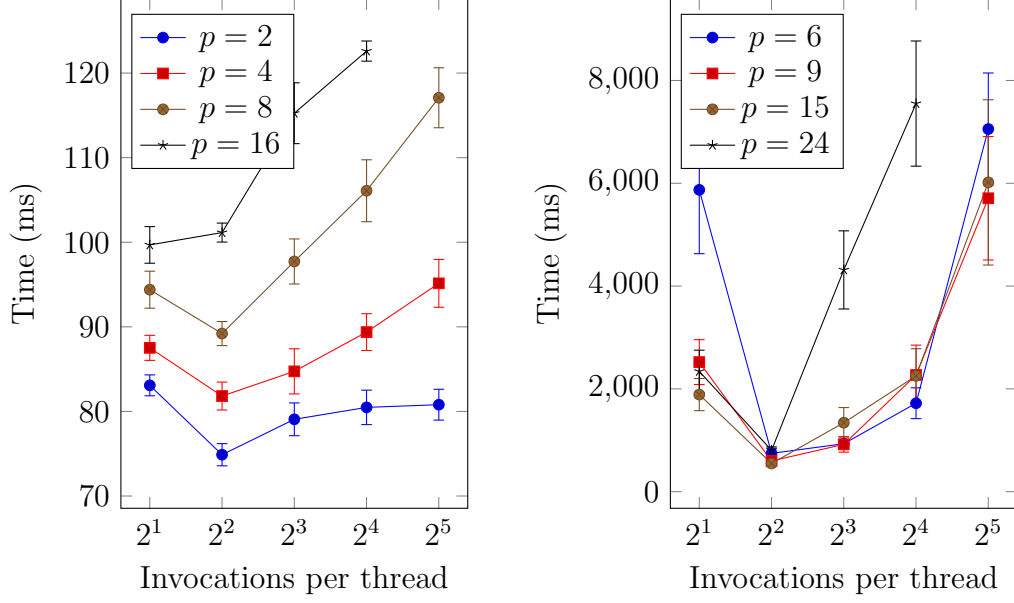 p = 2
p = 4
p = 8
p = 16
120
110
100
90
80
70
Time (ms)
2^1 2^2 2^3 2^4 2^5
Invocations per thread
p = 6
p = 9
p = 15
p = 24
8,000
6,000
4,000
2,000
0
Time (ms)
2^1 2^2 2^3 2^4 2^5
Invocations per thread